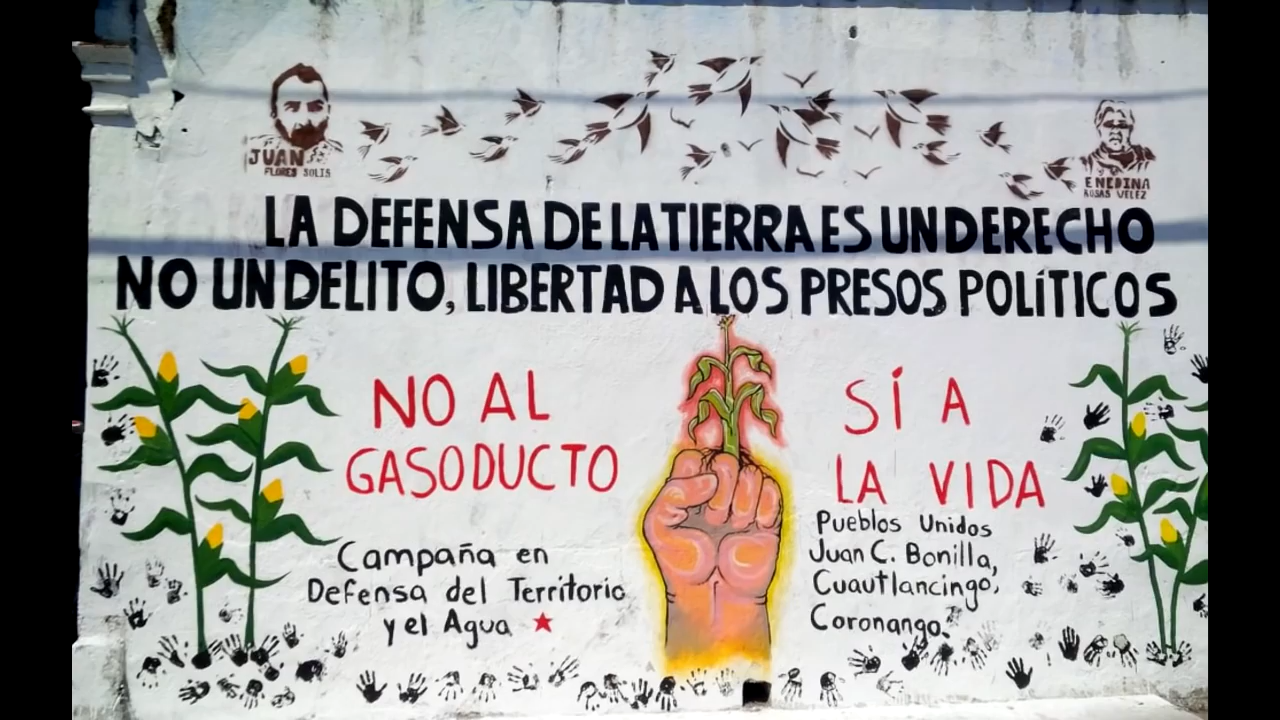 JUAN
FLORES SOLIS
ENEDINA
ROSAS VELEZ
LA DEFENSA DE LA TIERRA ES UN DERECHO
NO UN DELITO, LIBERTAD A LOS PRESOS POLÍTICOS
NO AL
GASODUCTO
Campaña en
Defensa del Territorio
y el Agua
SÍ A
LA VIDA
Pueblos Unidos
Juan C. Bonilla,
Cuautlancingo,
Coronango.